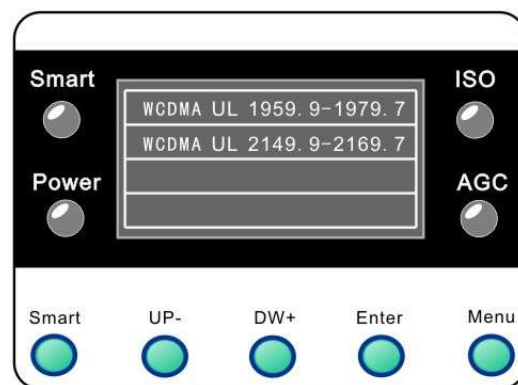 Smart ISO
WCDMA UL 1959. 9-1979. 7
WCDMA UL 2149. 9-2169. 7
Power AGC
Smart UP- DW+ Enter Menu